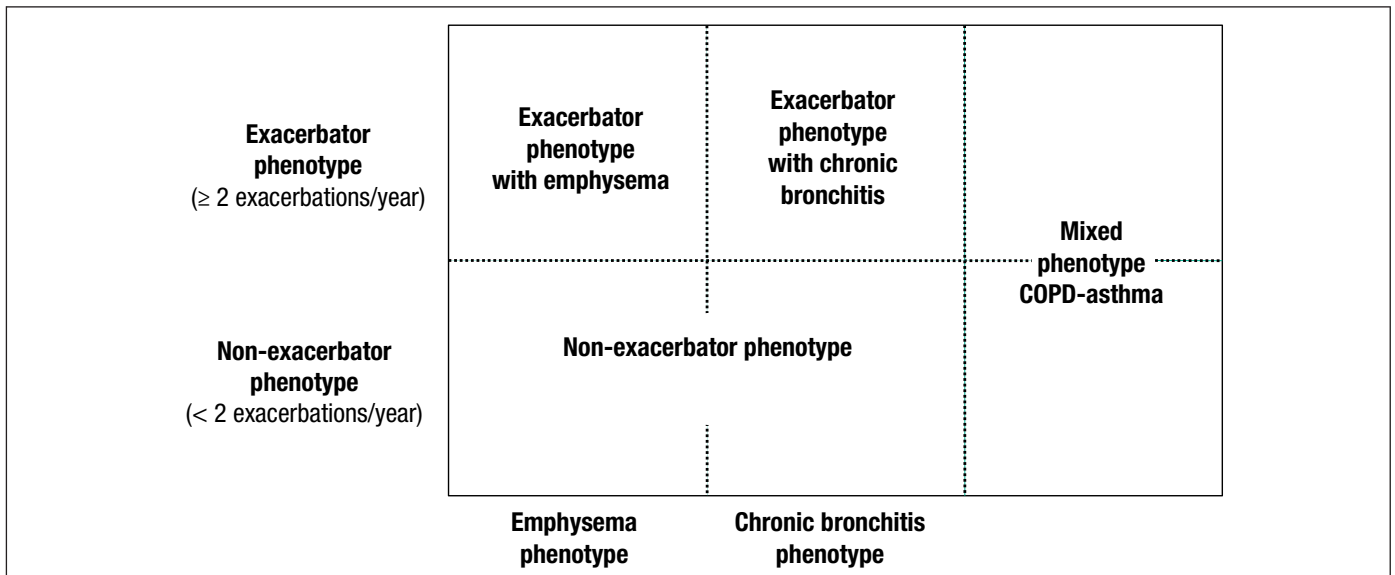 Exacerbator
phenotype
(≥ 2 exacerbations/year)
Exacerbator
phenotype
with emphysema
Exacerbator
phenotype
with chronic
bronchitis
Mixed
phenotype
COPD-asthma
Non-exacerbator
phenotype
(< 2 exacerbations/year)
Non-exacerbator phenotype
Emphysema
phenotype
Chronic bronchitis
phenotype